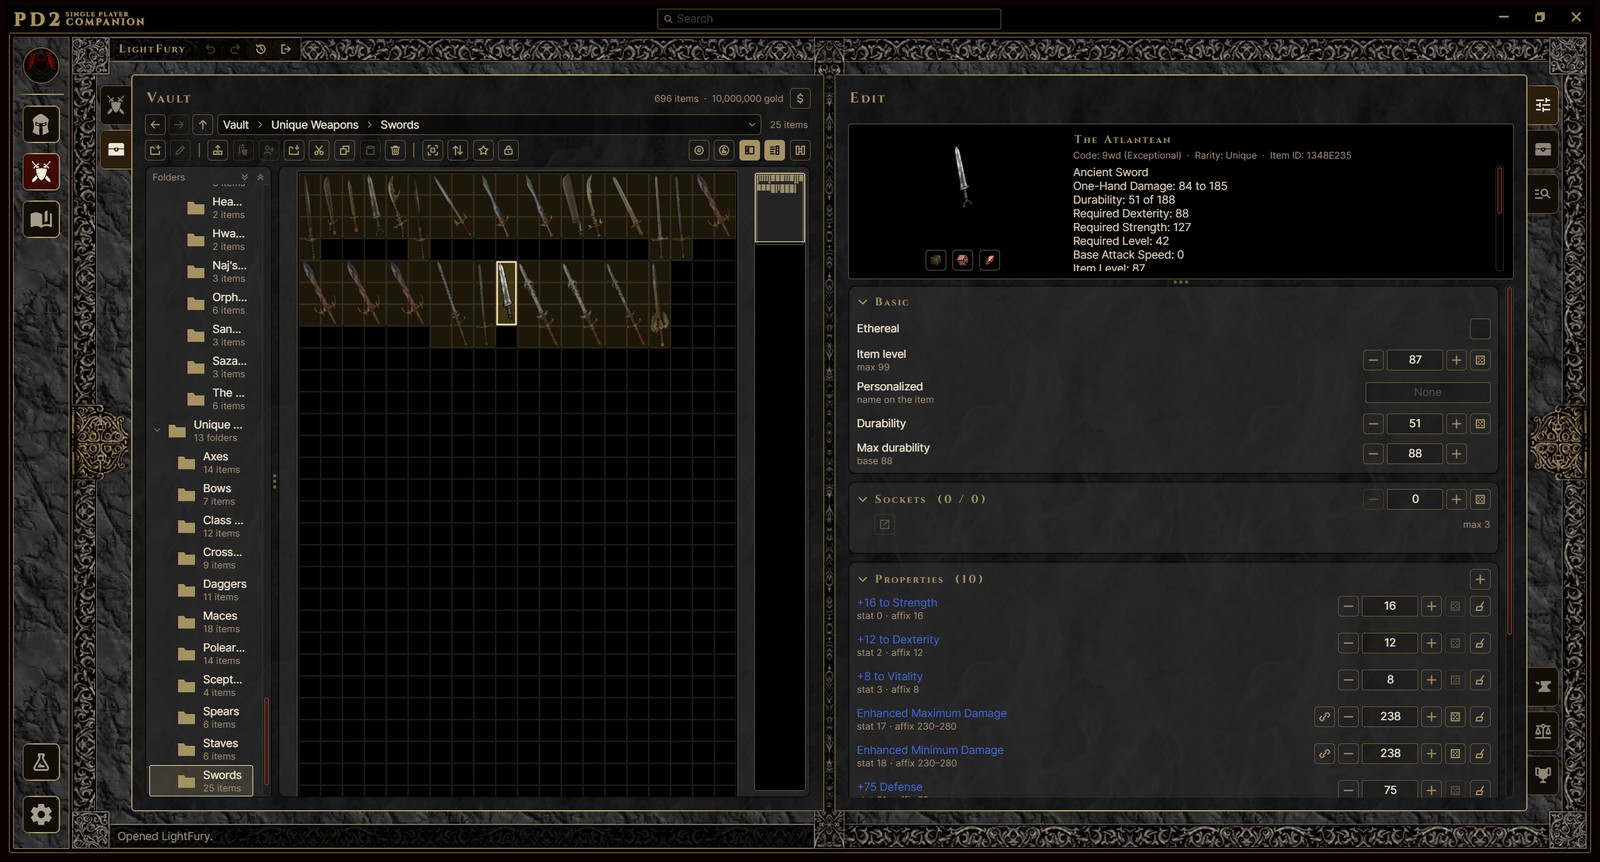 PD2 SINGLE PLAYER COMPANION
Search
LightFury
Vault
696 items · 10,000,000 gold
$
Vault > Unique Weapons > Swords
25 items
Folders
Hea...
2 items
Hwa...
2 items
Naj's...
3 items
Orph...
6 items
San...
3 items
Saza...
3 items
The ...
6 items
Unique ...
13 folders
Axes
14 items
Bows
7 items
Class ...
12 items
Cross...
9 items
Daggers
11 items
Maces
18 items
Polear...
14 items
Scept...
4 items
Spears
6 items
Staves
6 items
Swords
25 items
Opened LightFury.
Edit
The Atlantean
Code: 9wd (Exceptional) · Rarity: Unique · Item ID: 1348E235
Ancient Sword
One-Hand Damage: 84 to 185
Durability: 51 of 188
Required Dexterity: 88
Required Strength: 127
Required Level: 42
Base Attack Speed: 0
Item Level: 87
Basic
Ethereal
Item level
max 99
87
Personalized
name on the item
None
Durability
51
Max durability
base 88
88
Sockets (0 / 0)
0
max 3
Properties (10)
+16 to Strength
stat 0 · affix 16
16
+12 to Dexterity
stat 2 · affix 12
12
+8 to Vitality
stat 3 · affix 8
8
Enhanced Maximum Damage
stat 17 · affix 230–280
238
Enhanced Minimum Damage
stat 18 · affix 230–280
238
+75 Defense
75